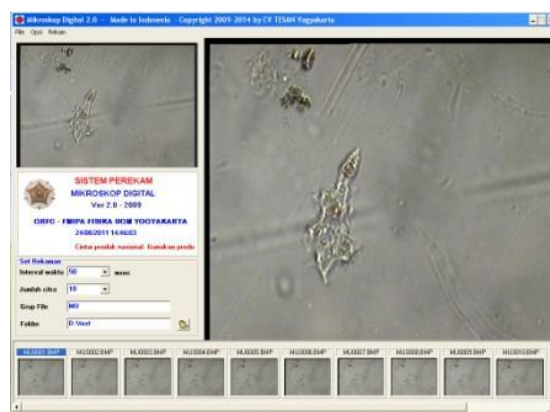 Mikroskop Digital 2.0 - Made in Indonesia - Copyright 2009-2014 by CV TESAM Yogyakarta
File Opsi Rekam
SISTEM PEREKAM
MIKROSKOP DIGITAL
Ver 2.0 - 2009
FMIPA FISIKA UGM YOGYAKARTA
24/08/2011 14:46:03
Cintai produk nasional Gunakan produ
Set Rekaman
Interval waktu 50
Jumlah citra 10
Grup File MU
Folder
MU0001.BMP MU0002.BMP MU0003.BMP MU0004.BMP MU0005.BMP MU0006.BMP MU0007.BMP MU0008.BMP MU0009.BMP MU0010.BMP